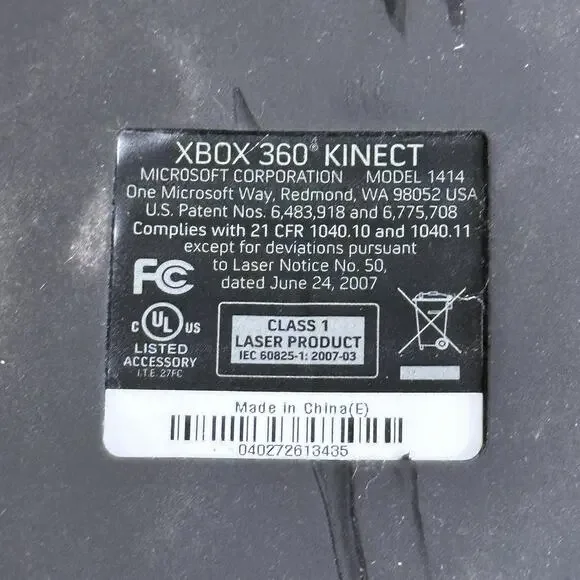 XBOX 360® KINECT
MICROSOFT CORPORATION MODEL 1414
One Microsoft Way, Redmond, WA 98052 USA
U.S. Patent Nos. 6,483,918 and 6,775,708
Complies with 21 CFR 1040.10 and 1040.11
except for deviations pursuant
to Laser Notice No. 50,
dated June 24, 2007
FC
C UL US
LISTED
ACCESSORY
I.T.E. 27FC
CLASS 1
LASER PRODUCT
IEC 60825-1: 2007-03
Made in China(E)
040272613435